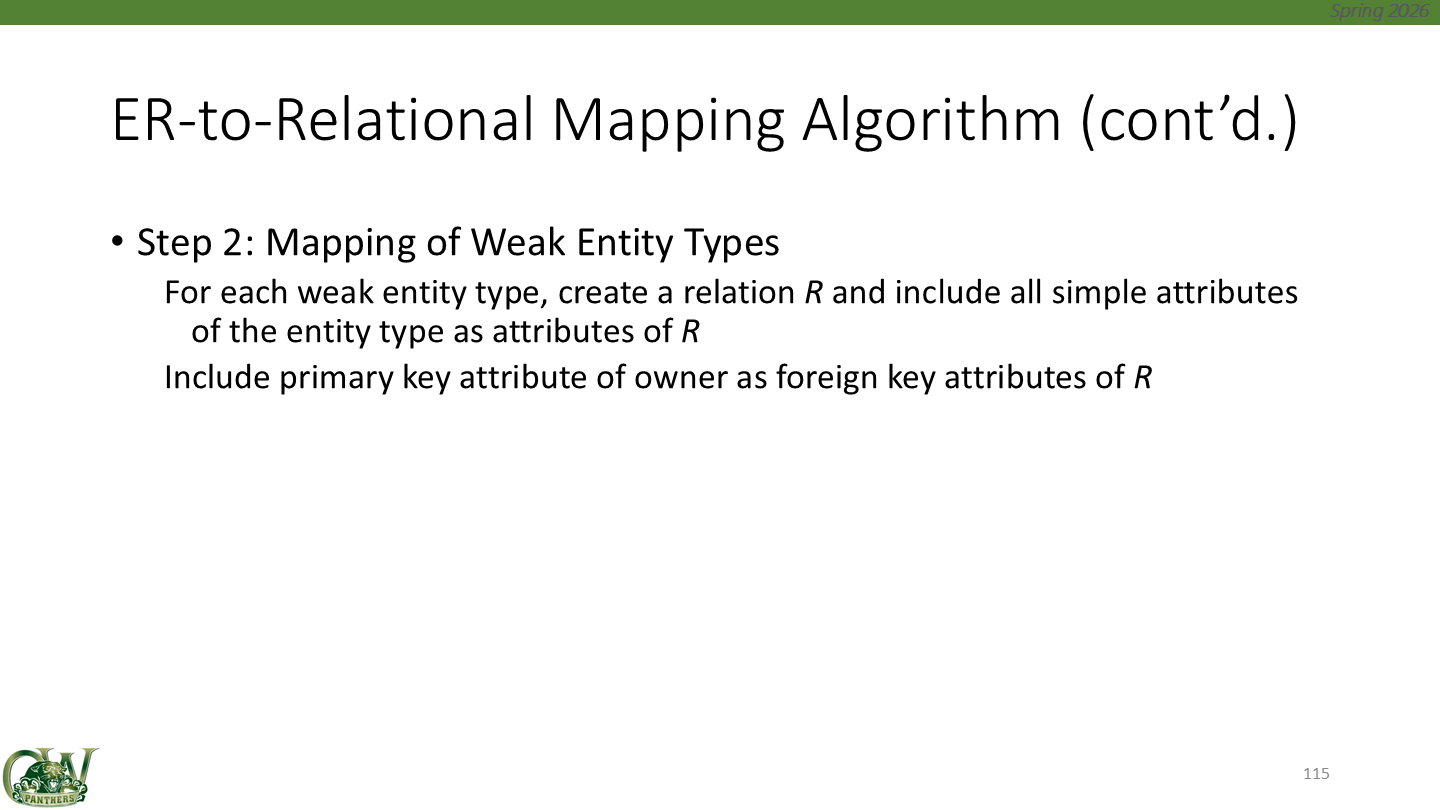 Spring 2026
ER-to-Relational Mapping Algorithm (cont’d.)
• Step 2: Mapping of Weak Entity Types
For each weak entity type, create a relation R and include all simple attributes
of the entity type as attributes of R
Include primary key attribute of owner as foreign key attributes of R
OW
PANTHERS
115